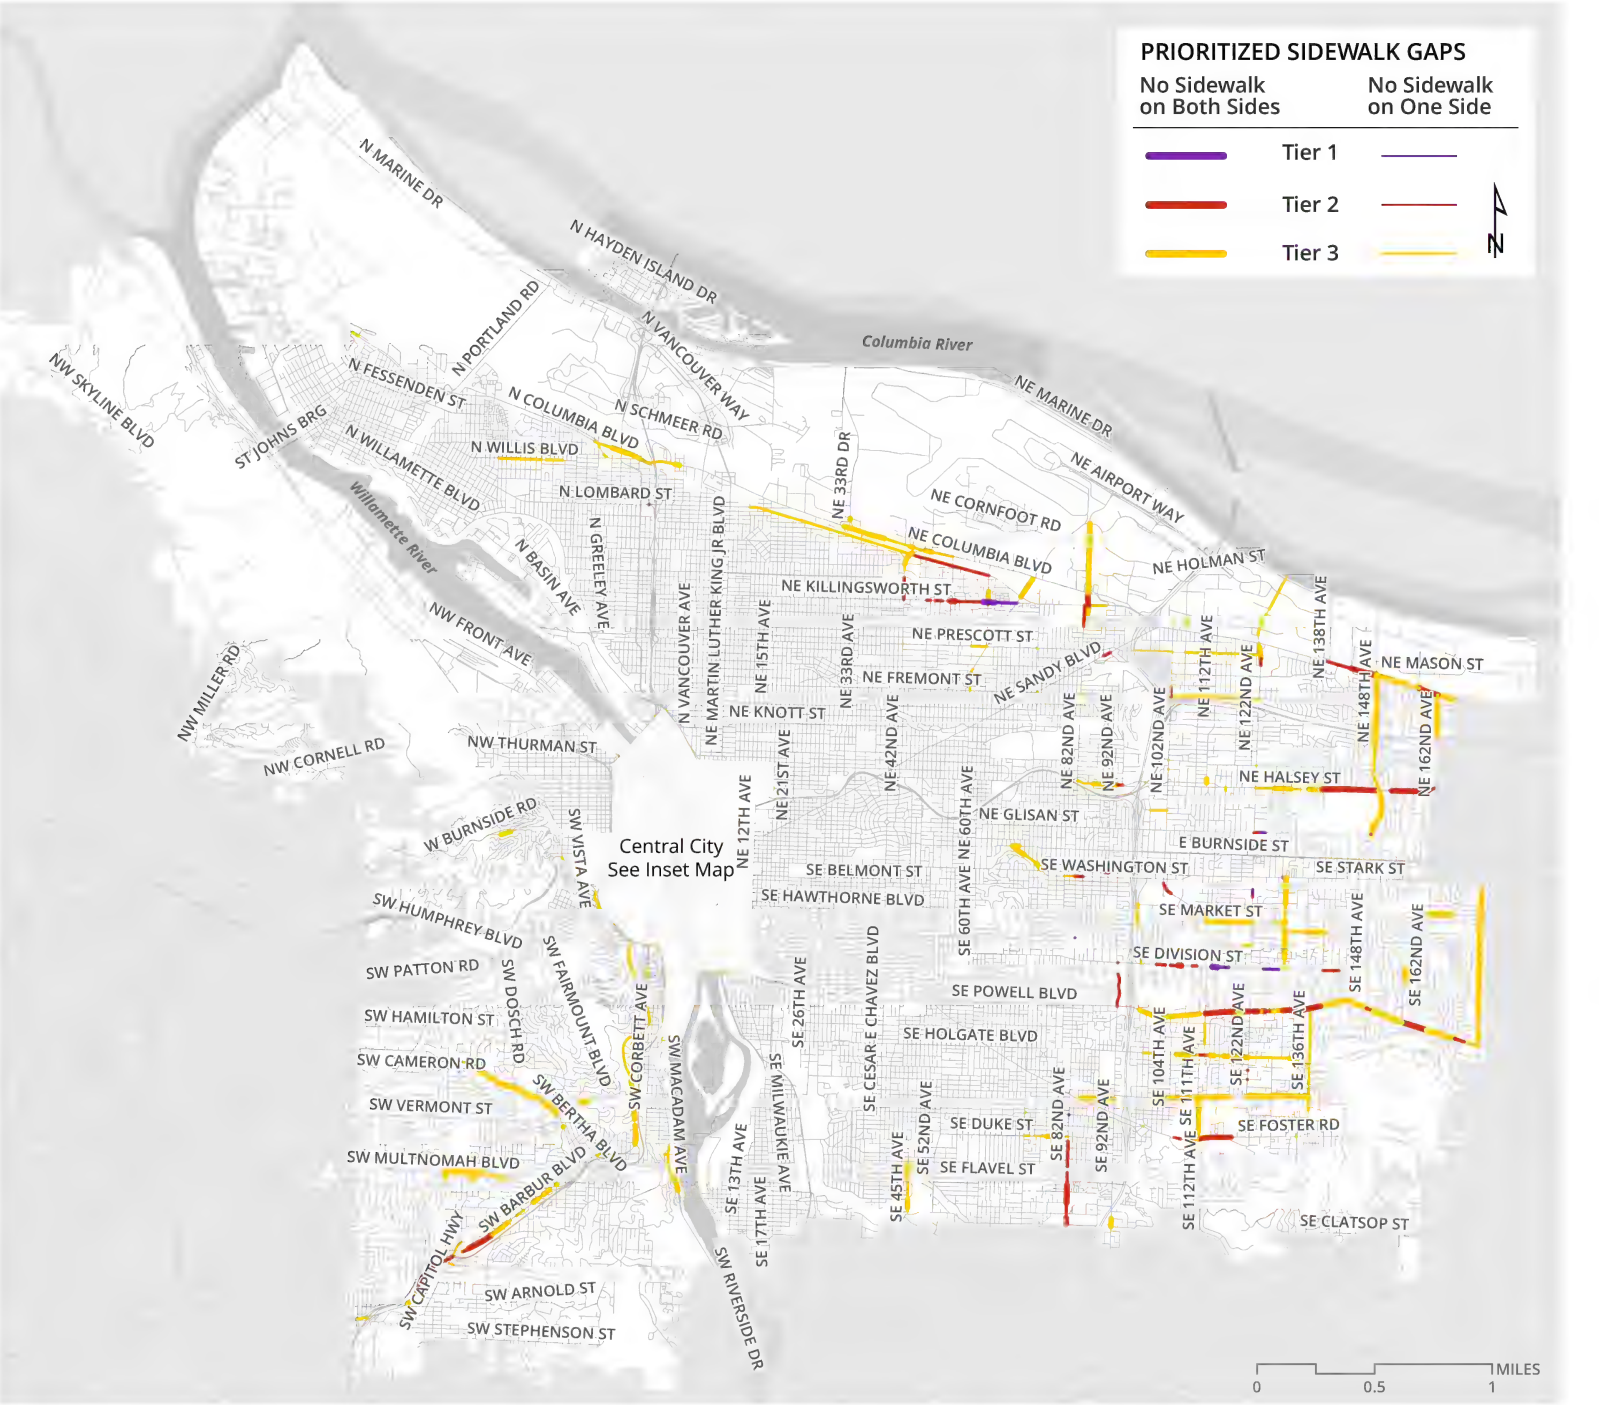 PRIORITIZED SIDEWALK GAPS
No Sidewalk
on Both Sides
No Sidewalk
on One Side
Tier 1
Tier 2
Tier 3
N
N MARINE DR
N HAYDEN ISLAND DR
N PORTLAND RD
N VANCOUVER WAY
Columbia River
NW SKYLINE BLVD
N FESSENDEN ST
N COLUMBIA BLVD
N SCHMEER RD
NE MARINE DR
ST JOHNS BRG
N WILLAMETTE BLVD
N WILLIS BLVD
NE 33RD DR
NE AIRPORT WAY
N LOMBARD ST
NE CORNFOOT RD
Willamette River
N BASIN AVE
N GREELEY AVE
NE MARTIN LUTHER KING JR BLVD
NE COLUMBIA BLVD
NE HOLMAN ST
NE KILLINGSWORTH ST
N VANCOUVER AVE
NE 15TH AVE
NE 33RD AVE
NW FRONT AVE
NE PRESCOTT ST
NE SANDY BLVD
NE 112TH AVE
NE 122ND AVE
NE 138TH AVE
NE 148TH AVE
NE MASON ST
NW MILLER RD
NE FREMONT ST
NE KNOTT ST
NE 42ND AVE
NE 82ND AVE
NE 92ND AVE
NE 102ND AVE
NE 162ND AVE
NW CORNELL RD
NW THURMAN ST
NE 21ST AVE
NE 12TH AVE
NE 60TH AVE
NE HALSEY ST
W BURNSIDE RD
SW VISTA AVE
NE GLISAN ST
Central City
See Inset Map
E BURNSIDE ST
SE BELMONT ST
SE WASHINGTON ST
SE STARK ST
SE HAWTHORNE BLVD
SE 60TH AVE
SE MARKET ST
SE 148TH AVE
SE 162ND AVE
SW HUMPHREY BLVD
SW FAIRMOUNT BLVD
SE DIVISION ST
SW PATTON RD
SW DOSCH RD
SE 26TH AVE
SE CESAR E CHAVEZ BLVD
SE POWELL BLVD
SW HAMILTON ST
SW CORBETT AVE
SW MACADAM AVE
SE HOLGATE BLVD
SE 104TH AVE
SE 111TH AVE
SE 122ND AVE
SE 136TH AVE
SW CAMERON RD
SW BERTHA BLVD
SE MILWAUKIE AVE
SE 52ND AVE
SE 82ND AVE
SE 92ND AVE
SW VERMONT ST
SE DUKE ST
SE FOSTER RD
SW MULTNOMAH BLVD
SW BARBUR BLVD
SE 13TH AVE
SE 17TH AVE
SE 45TH AVE
SE FLAVEL ST
SE 112TH AVE
SE CLATSOP ST
SW CAPITOL HWY
SW ARNOLD ST
SW STEPHENSON ST
SW RIVERSIDE DR
MILES
0 0.5 1